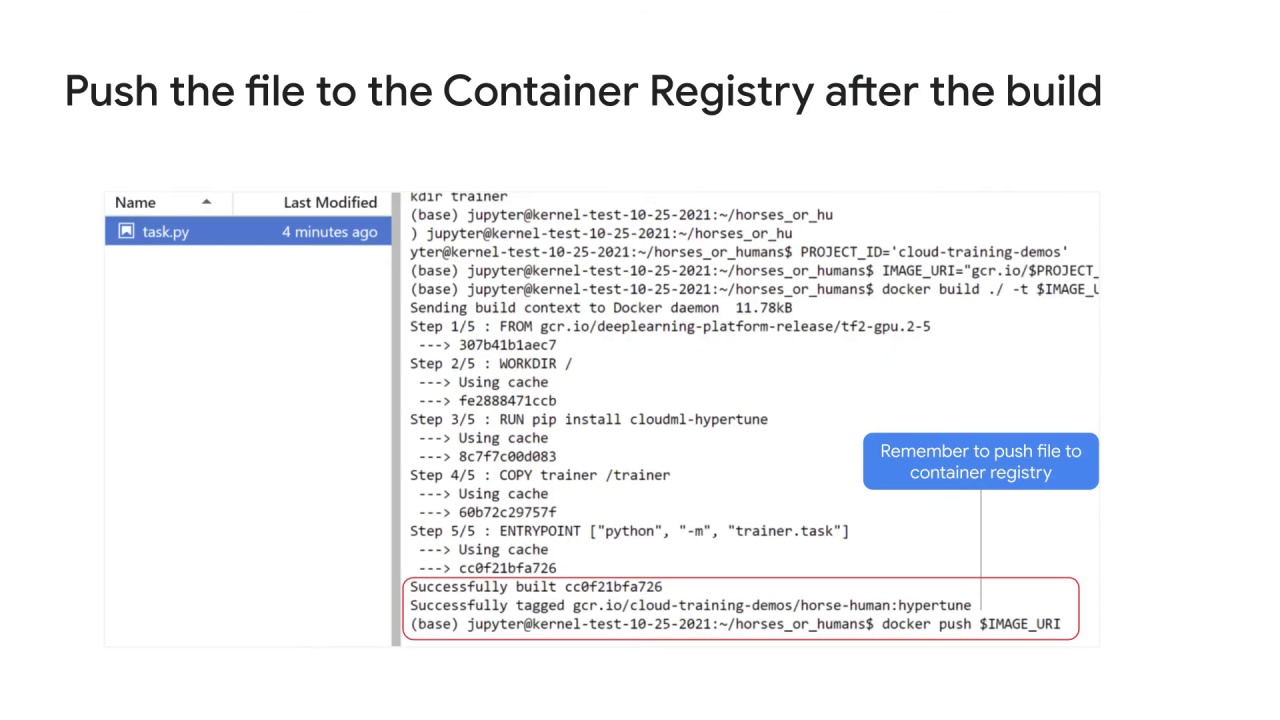 Push the file to the Container Registry after the build
Name Last Modified
task.py 4 minutes ago
kdir trainer
(base) jupyter@kernel-test-10-25-2021:~/horses_or_hu
) jupyter@kernel-test-10-25-2021:~/horses_or_hu
yter@kernel-test-10-25-2021:~/horses_or_humans$ PROJECT_ID='cloud-training-demos'
(base) jupyter@kernel-test-10-25-2021:~/horses_or_humans$ IMAGE_URI="gcr.io/$PROJECT_
(base) jupyter@kernel-test-10-25-2021:~/horses_or_humans$ docker build ./ -t $IMAGE_U
Sending build context to Docker daemon 11.78kB
Step 1/5 : FROM gcr.io/deeplearning-platform-release/tf2-gpu.2-5
---> 307b41b1aec7
Step 2/5 : WORKDIR /
---> Using cache
---> fe2888471ccb
Step 3/5 : RUN pip install cloudml-hypertune
---> Using cache
---> 8c7f7c00d083
Step 4/5 : COPY trainer /trainer
---> Using cache
---> 60b72c29757f
Step 5/5 : ENTRYPOINT ["python", "-m", "trainer.task"]
---> Using cache
---> cc0f21bfa726
Successfully built cc0f21bfa726
Successfully tagged gcr.io/cloud-training-demos/horse-human:hypertune
(base) jupyter@kernel-test-10-25-2021:~/horses_or_humans$ docker push $IMAGE_URI
Remember to push file to
container registry